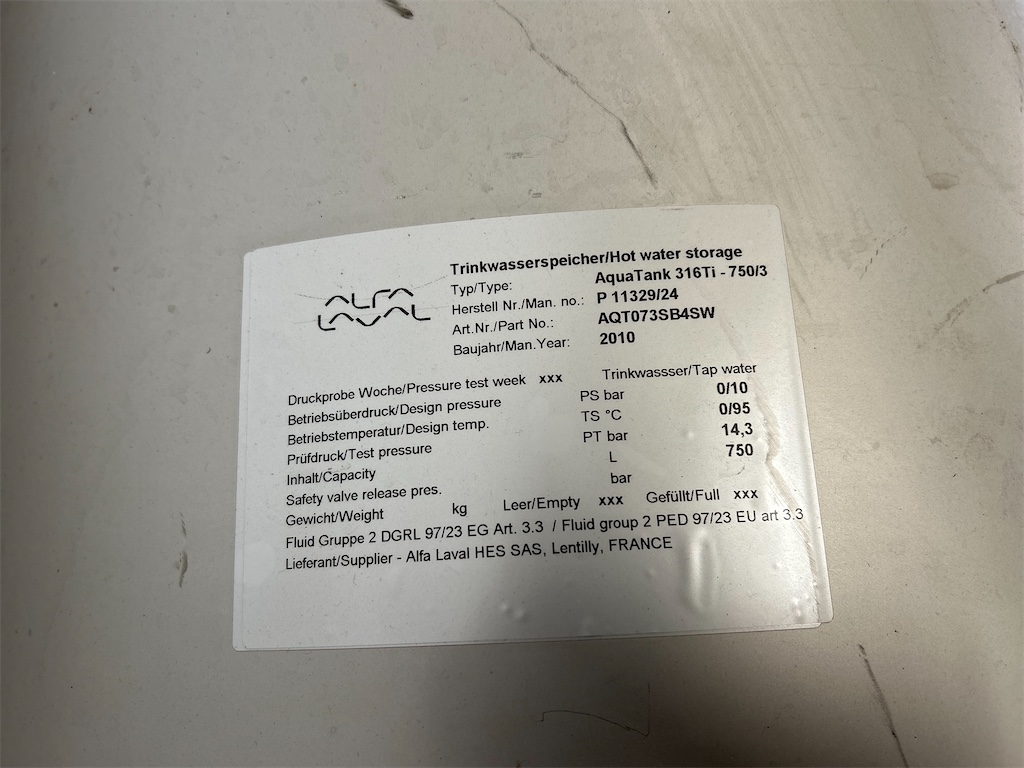 ALFA
LAVAL
Trinkwasserspeicher/Hot water storage
Typ/Type: AquaTank 316Ti - 750/3
Herstell Nr./Man. no.: P 11329/24
Art.Nr./Part No.: AQT073SB4SW
Baujahr/Man.Year: 2010
Druckprobe Woche/Pressure test week xxx Trinkwassser/Tap water
Betriebsüberdruck/Design pressure PS bar 0/10
Betriebstemperatur/Design temp. TS °C 0/95
Prüfdruck/Test pressure PT bar 14,3
Inhalt/Capacity L 750
Safety valve release pres. bar
Gewicht/Weight kg Leer/Empty xxx Gefüllt/Full xxx
Fluid Gruppe 2 DGRL 97/23 EG Art. 3.3 / Fluid group 2 PED 97/23 EU art 3.3
Lieferant/Supplier - Alfa Laval HES SAS, Lentilly, FRANCE